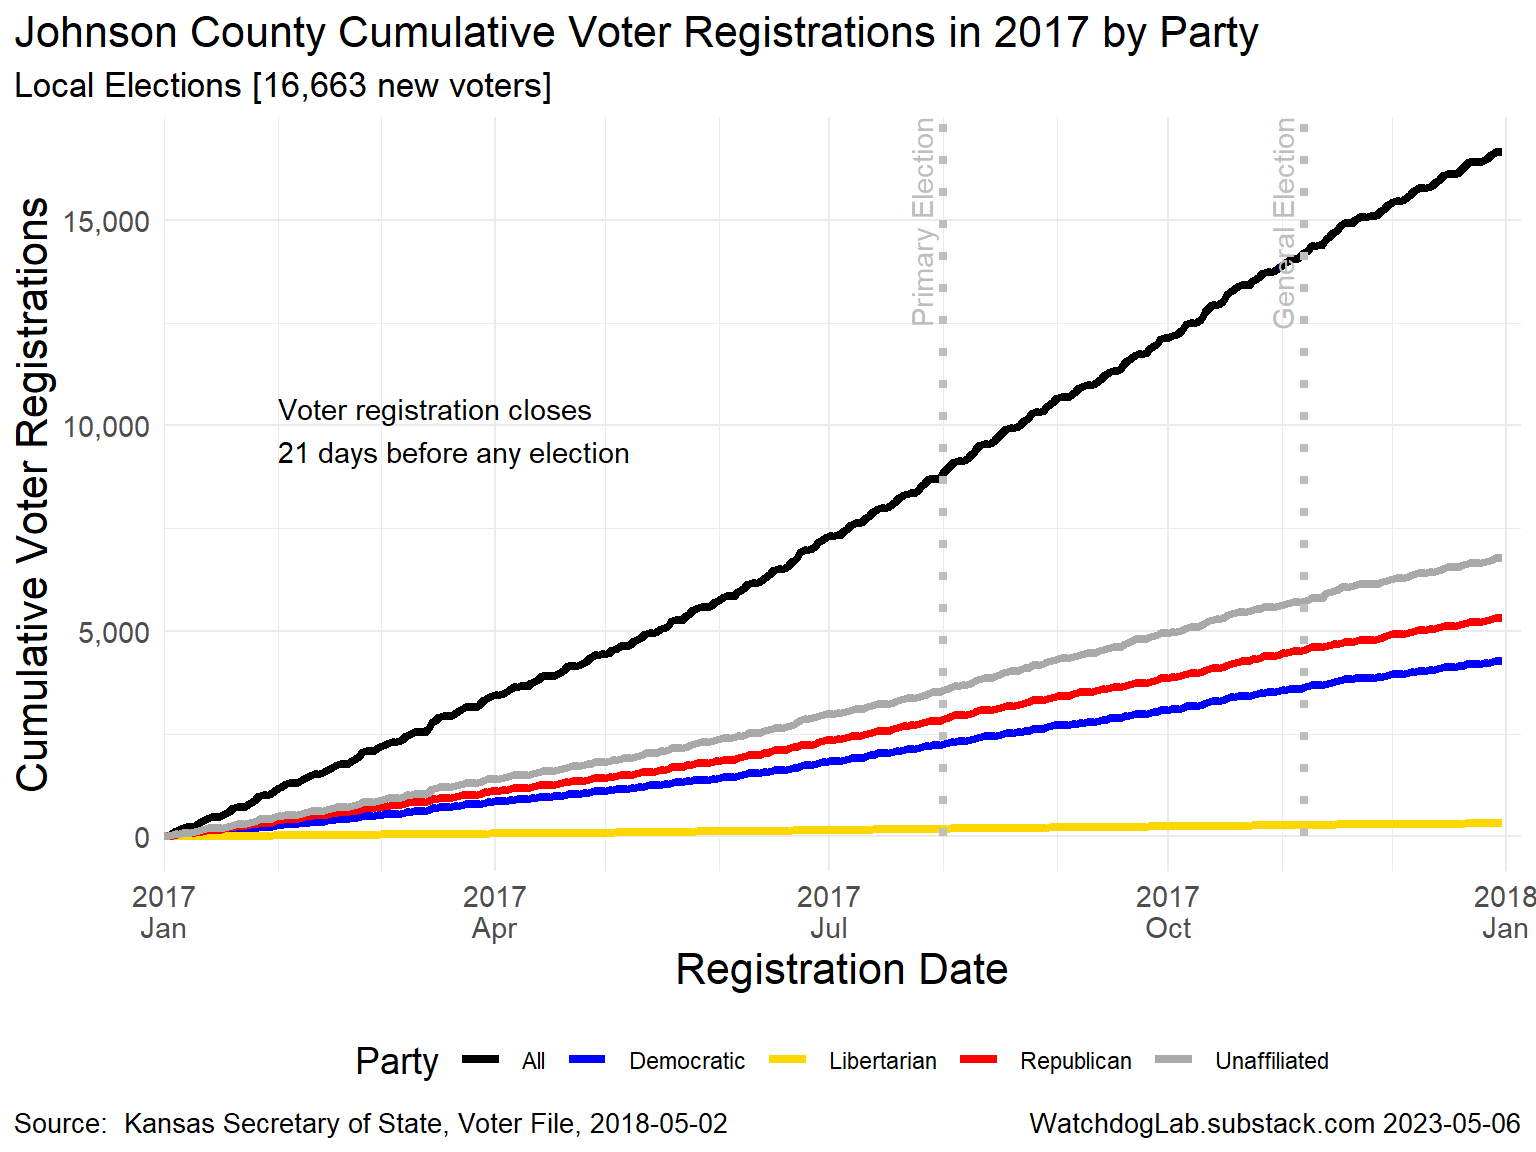 Johnson County Cumulative Voter Registrations in 2017 by Party
Local Elections [16,663 new voters]
Cumulative Voter Registrations
15,000
10,000
5,000
0
Primary Election
General Election
Voter registration closes
21 days before any election
2017 2017 2017 2017 2018
Jan Apr Jul Oct Jan
Registration Date
Party All Democratic Libertarian Republican Unaffiliated
Source:  Kansas Secretary of State, Voter File, 2018-05-02
WatchdogLab.substack.com 2023-05-06